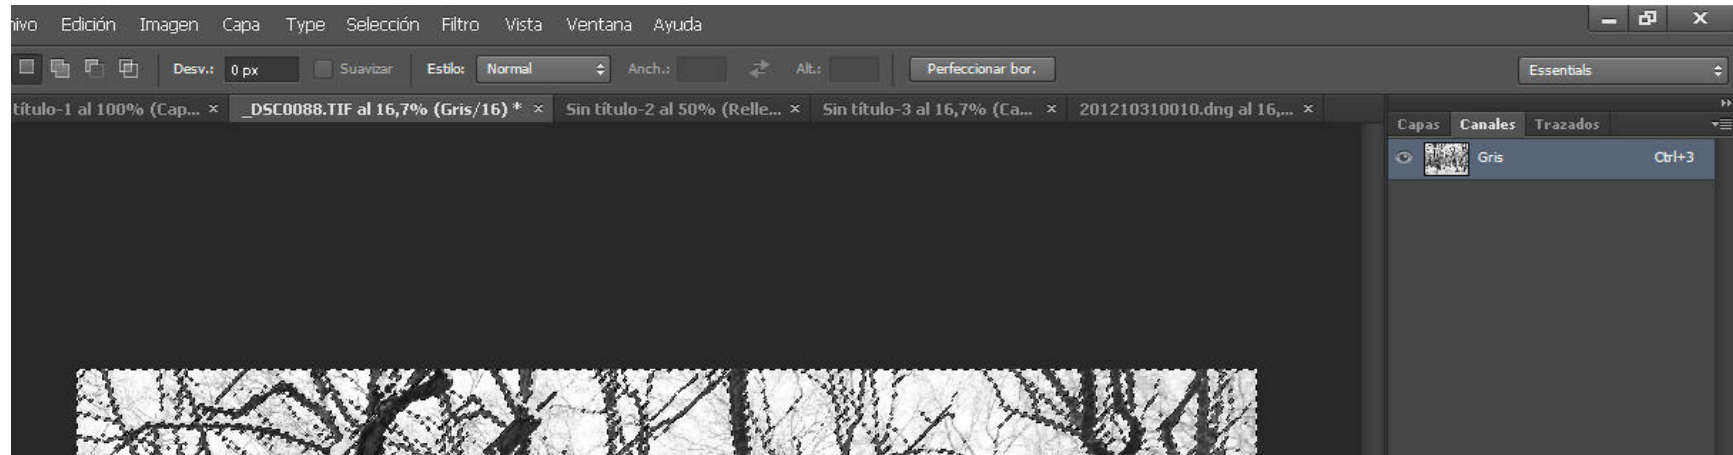 ivo Edición Imagen Capa Type Selección Filtro Vista Ventana Ayuda
Desv.: 0 px Suavizar Estilo: Normal Anch.: Alt.: Perfeccionar bor. Essentials
título-1 al 100% (Cap... × _DSC0088.TIF al 16,7% (Gris/16) * × Sin título-2 al 50% (Relle... × Sin título-3 al 16,7% (Ca... × 201210310010.dng al 16,... ×
Capas Canales Trazados
Gris Ctrl+3